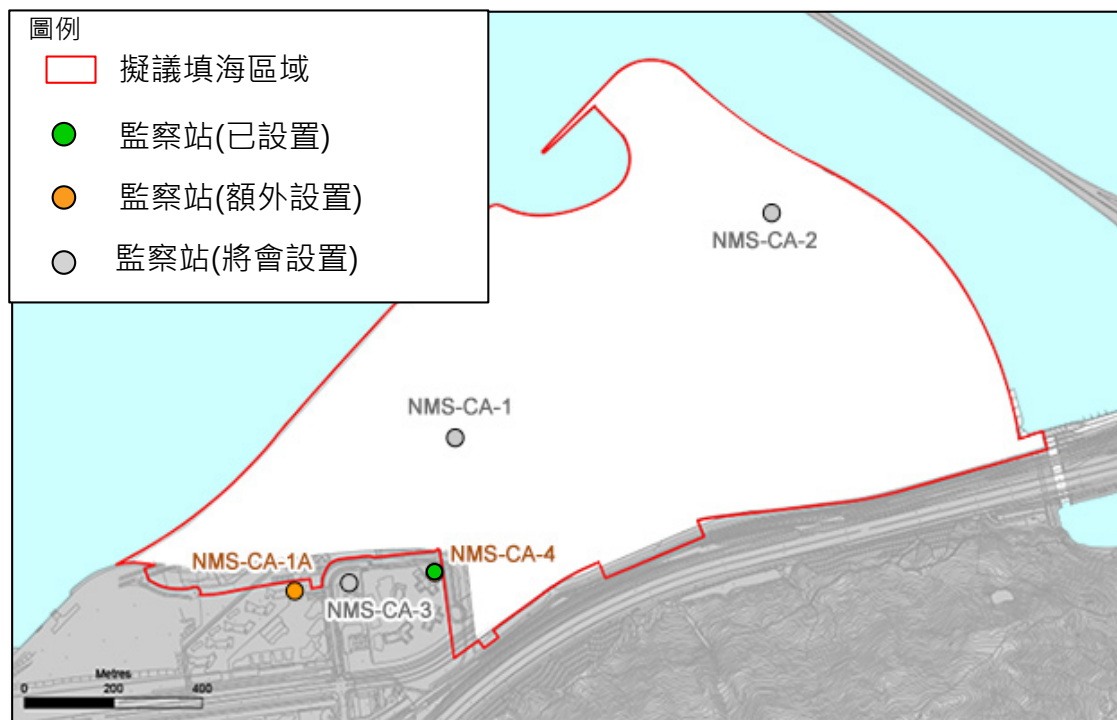 圖例
擬議填海區域
監察站(已設置)
監察站(額外設置)
監察站(將會設置)
NMS-CA-2
NMS-CA-1
NMS-CA-1A
NMS-CA-4
NMS-CA-3
Metres
0 200 400